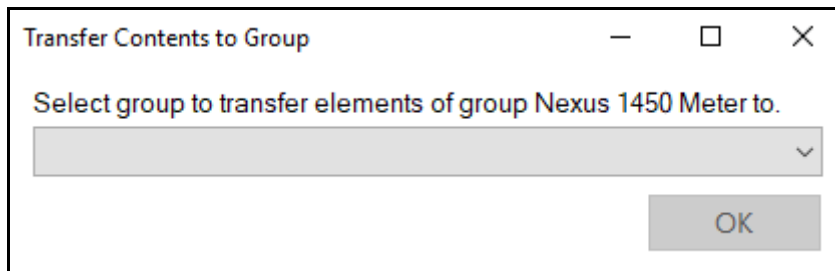 Transfer Contents to Group
Select group to transfer elements of group Nexus 1450 Meter to.
OK